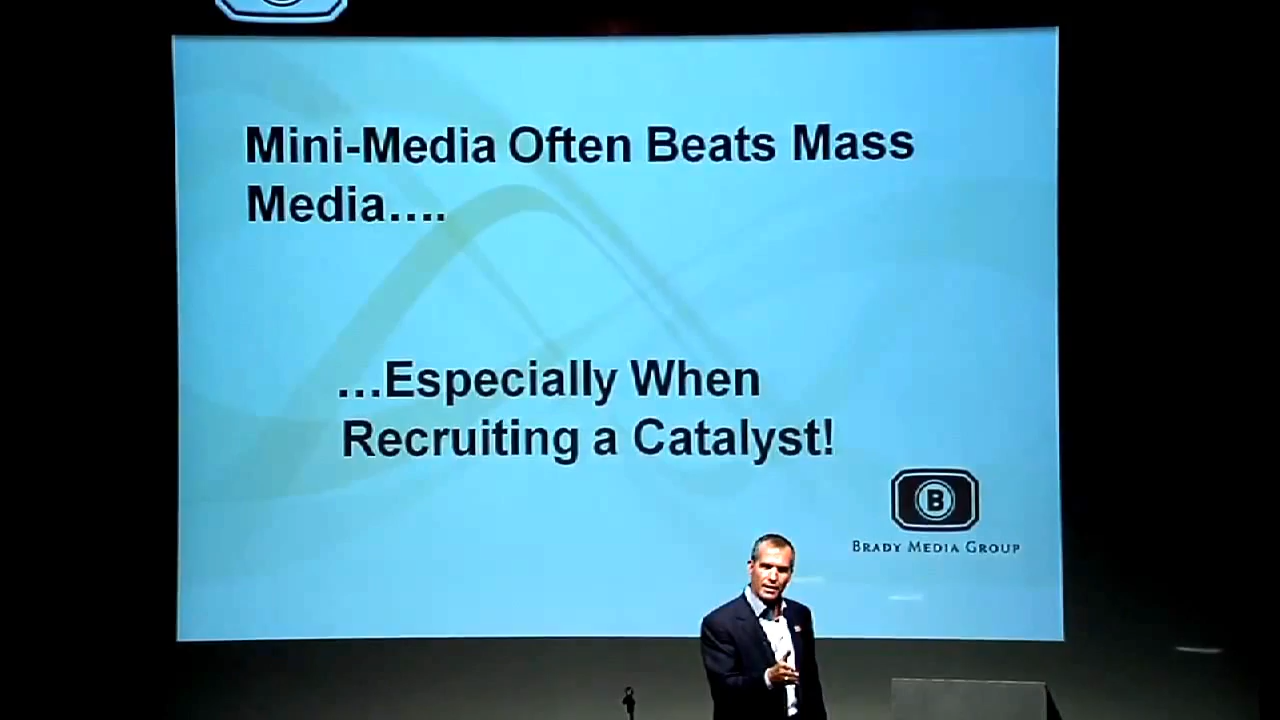 Mini-Media Often Beats Mass
Media....
...Especially When
Recruiting a Catalyst!
B
BRADY MEDIA GROUP